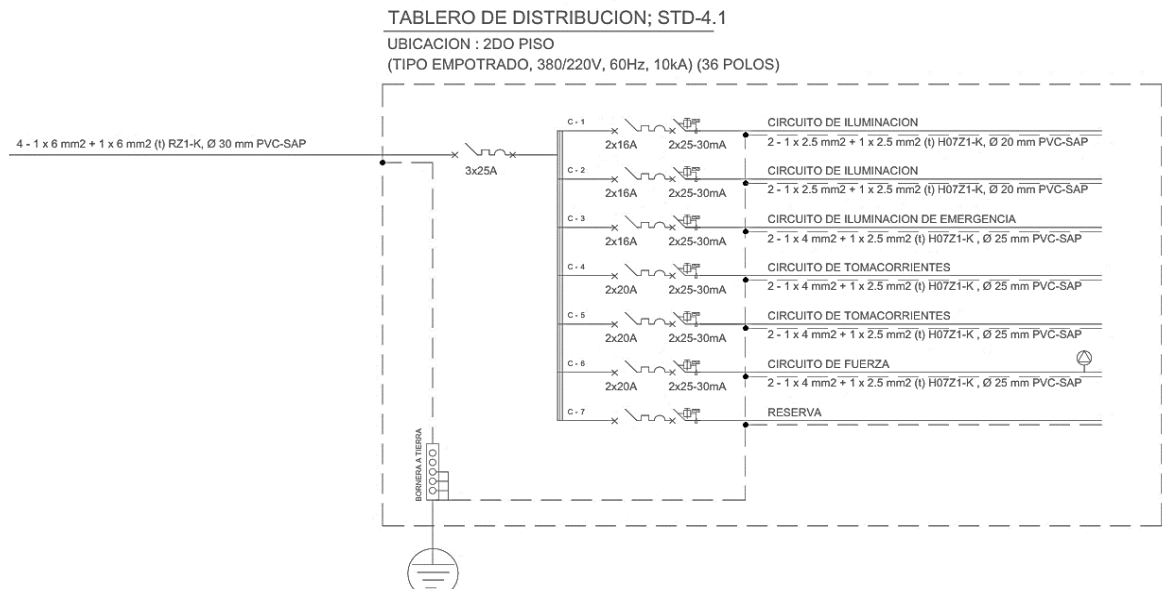 TABLERO DE DISTRIBUCION; STD-4.1
UBICACION : 2DO PISO
(TIPO EMPOTRADO, 380/220V, 60Hz, 10kA) (36 POLOS)
4 - 1 x 6 mm2 + 1 x 6 mm2 (t) RZ1-K, Ø 30 mm PVC-SAP
3x25A
C - 1
2x16A
2x25-30mA
CIRCUITO DE ILUMINACION
2 - 1 x 2.5 mm2 + 1 x 2.5 mm2 (t) H07Z1-K, Ø 20 mm PVC-SAP
C - 2
2x16A
2x25-30mA
CIRCUITO DE ILUMINACION
2 - 1 x 2.5 mm2 + 1 x 2.5 mm2 (t) H07Z1-K, Ø 20 mm PVC-SAP
C - 3
2x16A
2x25-30mA
CIRCUITO DE ILUMINACION DE EMERGENCIA
2 - 1 x 4 mm2 + 1 x 2.5 mm2 (t) H07Z1-K , Ø 25 mm PVC-SAP
C - 4
2x20A
2x25-30mA
CIRCUITO DE TOMACORRIENTES
2 - 1 x 4 mm2 + 1 x 2.5 mm2 (t) H07Z1-K , Ø 25 mm PVC-SAP
C - 5
2x20A
2x25-30mA
CIRCUITO DE TOMACORRIENTES
2 - 1 x 4 mm2 + 1 x 2.5 mm2 (t) H07Z1-K , Ø 25 mm PVC-SAP
C - 6
2x20A
2x25-30mA
CIRCUITO DE FUERZA
2 - 1 x 4 mm2 + 1 x 2.5 mm2 (t) H07Z1-K , Ø 25 mm PVC-SAP
C - 7
RESERVA
BORNERA A TIERRA